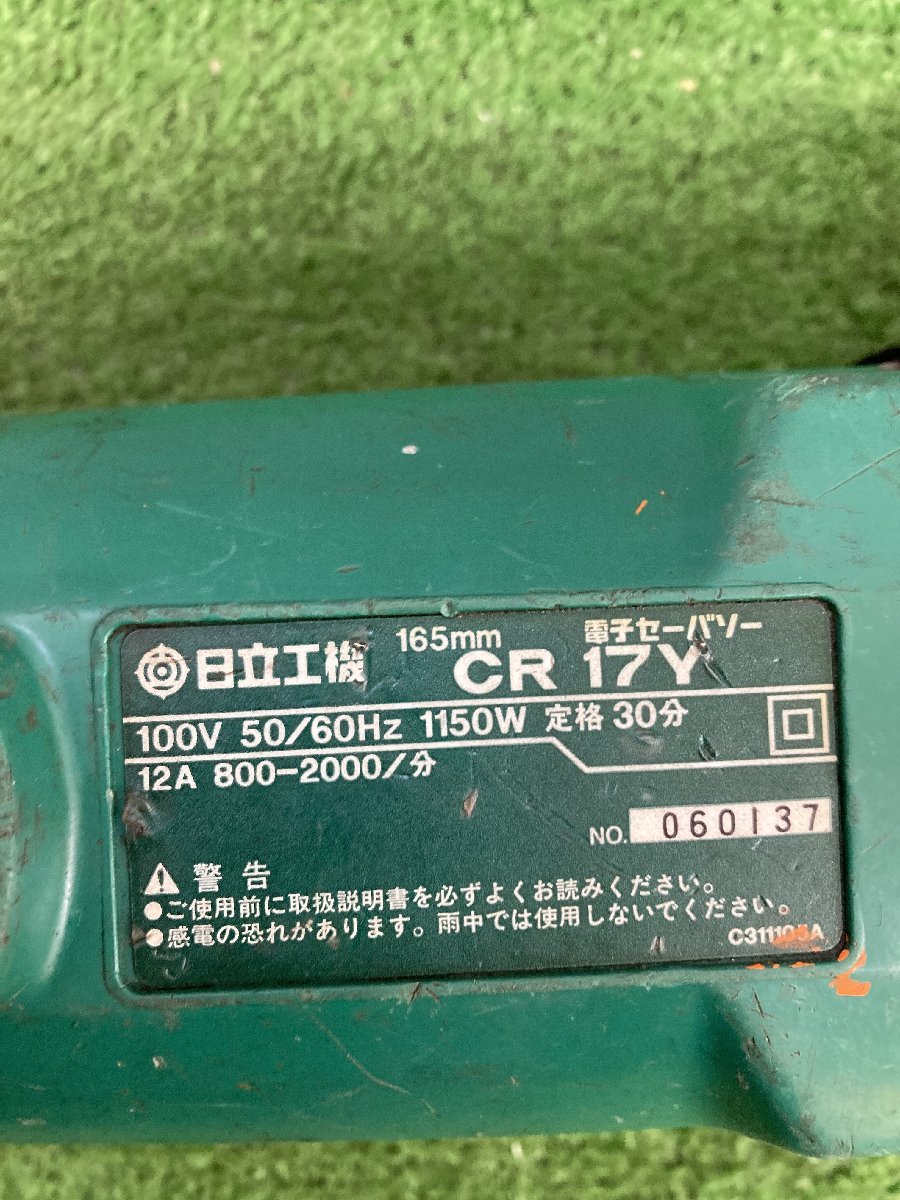 日立工機 165mm 電子セーバソー
CR 17Y
100V 50/60Hz 1150W 定格 30分
12A 800-2000/分
NO. 060137
警告
●ご使用前に取扱説明書を必ずよくお読みください。
●感電の恐れがあります。雨中では使用しないでください。